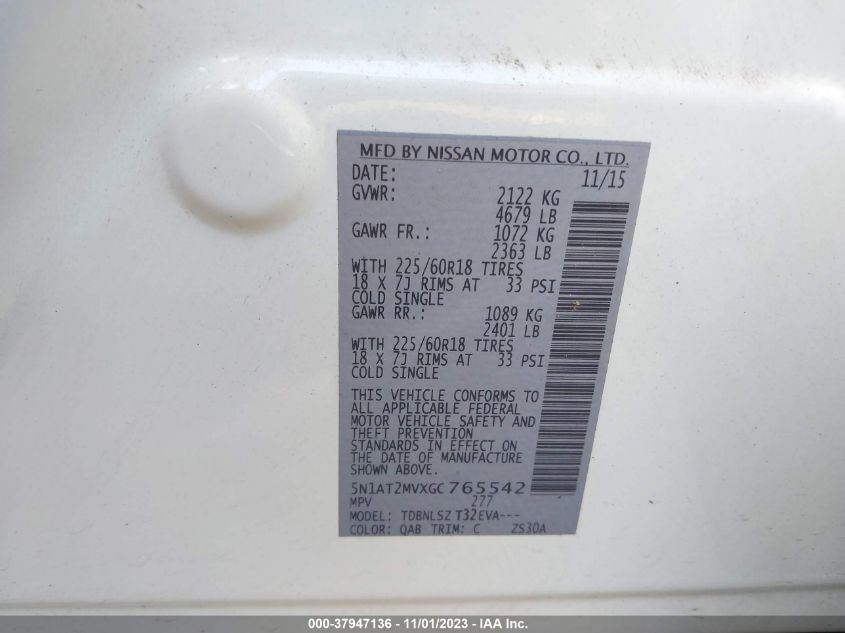 MFD BY NISSAN MOTOR CO., LTD.
DATE: 11/15
GVWR: 2122 KG
4679 LB
GAWR FR.: 1072 KG
2363 LB
WITH 225/60R18 TIRES
18 X 7J RIMS AT 33 PSI
COLD SINGLE
GAWR RR.: 1089 KG
2401 LB
WITH 225/60R18 TIRES
18 X 7J RIMS AT 33 PSI
COLD SINGLE
THIS VEHICLE CONFORMS TO
ALL APPLICABLE FEDERAL
MOTOR VEHICLE SAFETY AND
THEFT PREVENTION
STANDARDS IN EFFECT ON
THE DATE OF MANUFACTURE
SHOWN ABOVE.
5N1AT2MVXGC765542
MPV 277
MODEL: TDBNLSZ T32EVA---
COLOR: QAB TRIM: C ZS30A
000-37947136 - 11/01/2023 - IAA Inc.